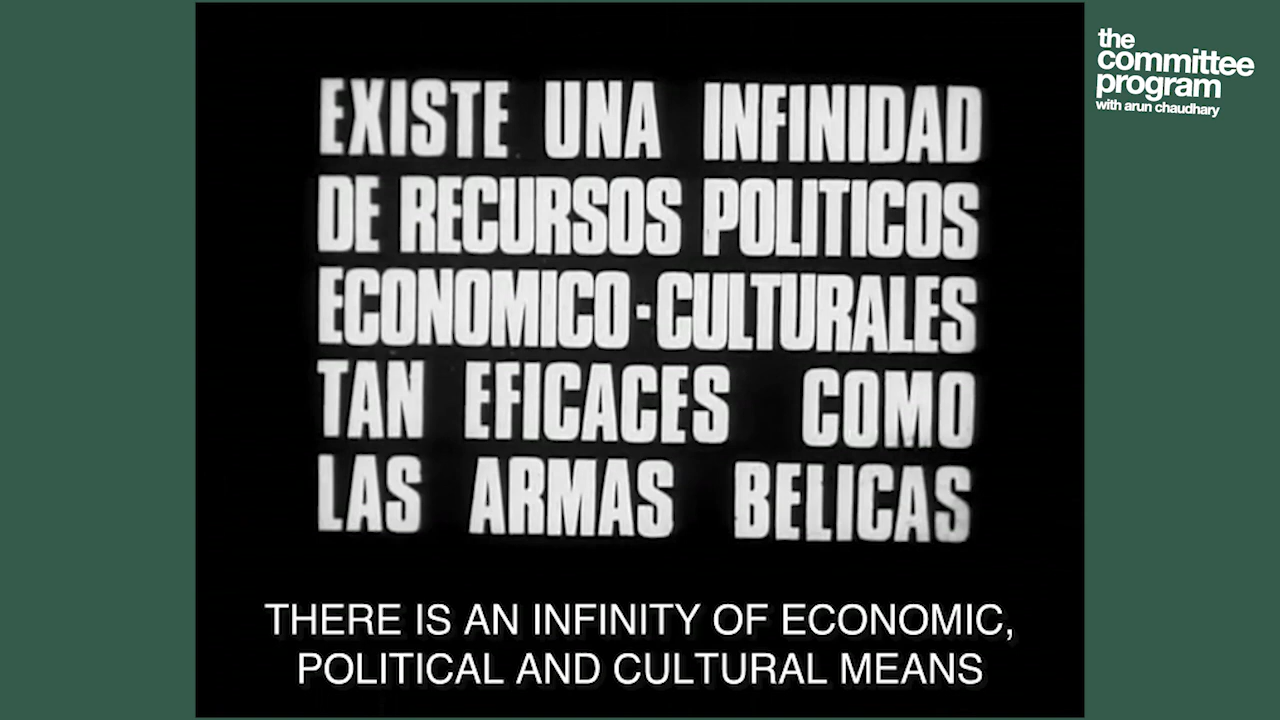 EXISTE UNA INFINIDAD
DE RECURSOS POLITICOS
ECONOMICO-CULTURALES
TAN EFICACES COMO
LAS ARMAS BELICAS
THERE IS AN INFINITY OF ECONOMIC,
POLITICAL AND CULTURAL MEANS
the
committee
program
with arun chaudhary